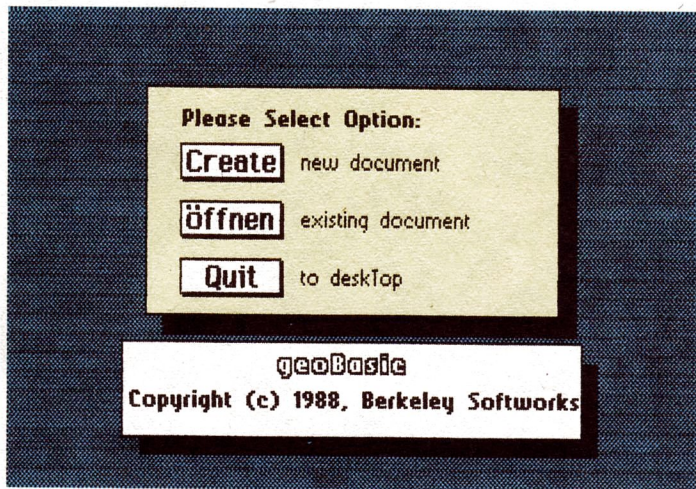 Please Select Option:
Create new document
öffnen existing document
Quit to deskTop
geoBasic
Copyright (c) 1988, Berkeley Softworks